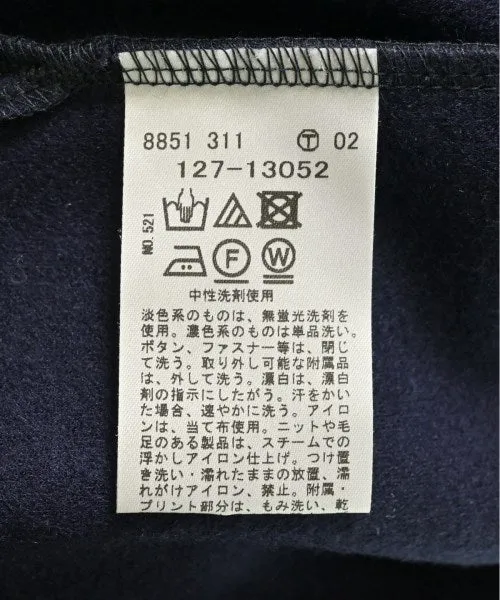 8851 311 Ⓣ 02
127-13052
NO.521
F W
中性洗剤使用
淡色系のものは、無蛍光洗剤を
使用。濃色系のものは単品洗い。
ボタン、ファスナー等は、閉じ
て洗う。取り外し可能な附属品
は、外して洗う。漂白は、漂白
剤の指示にしたがう。汗をかい
た場合、速やかに洗う。アイロ
ンは、当て布使用。ニットや毛
足のある製品は、スチームでの
浮かしアイロン仕上げ。つけ置
き洗い・濡れたままの放置、濡
れがけアイロン、禁止。附属・
プリント部分は、もみ洗い、乾